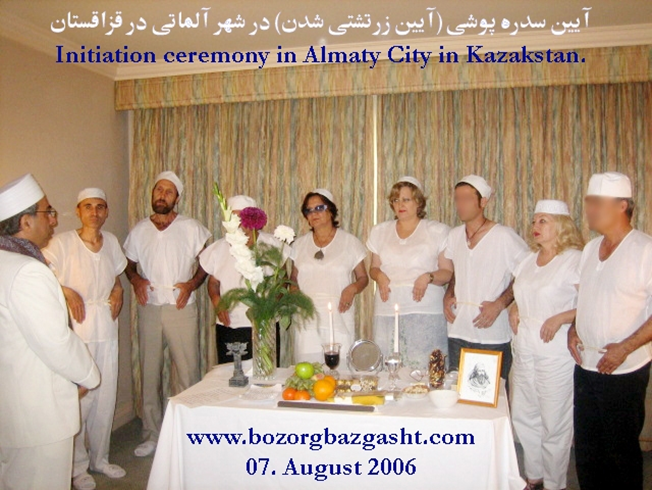 آیین سدره پوشی (آیین زرتشتی شدن) در شهر آلماتی در قزاقستان
Initiation ceremony in Almaty City in Kazakstan.
www.bozorgbazgasht.com
07. August 2006